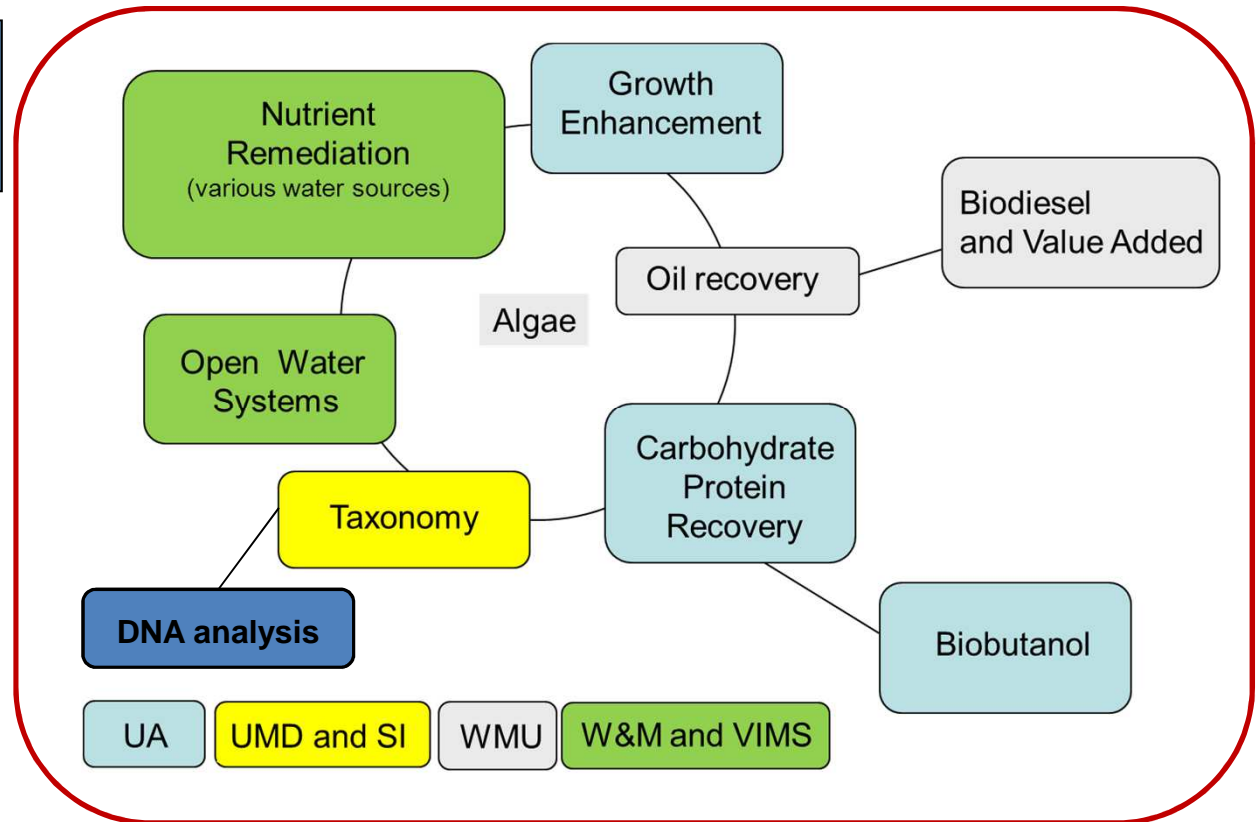 Nutrient
Remediation
(various water sources)
Growth
Enhancement
Biodiesel
and Value Added
Oil recovery
Algae
Open Water
Systems
Carbohydrate
Protein
Recovery
Taxonomy
DNA analysis
Biobutanol
UA
UMD and SI
WMU
W&M and VIMS